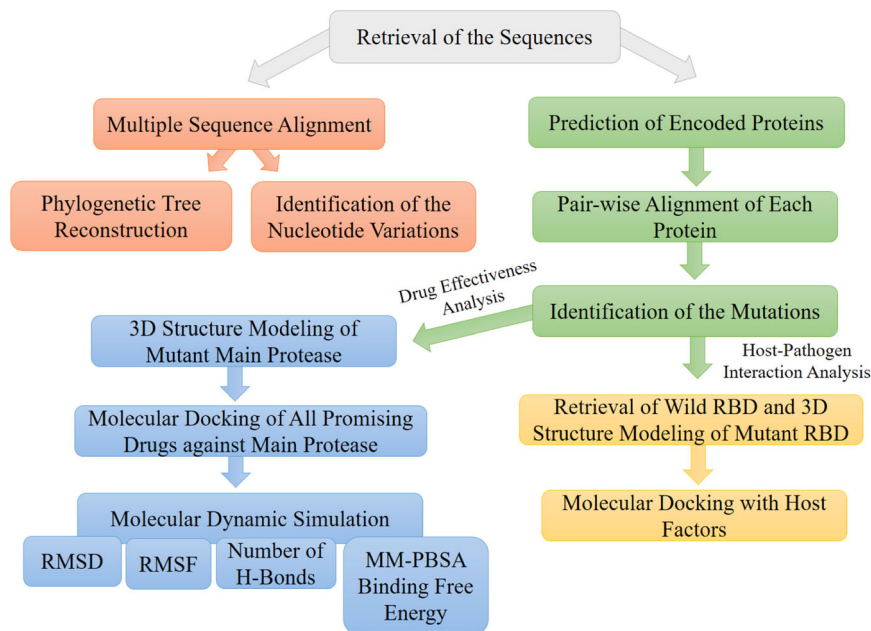 Retrieval of the Sequences
Multiple Sequence Alignment
Phylogenetic Tree
Reconstruction
Identification of the
Nucleotide Variations
Prediction of Encoded Proteins
Pair-wise Alignment of Each
Protein
Identification of the Mutations
Drug Effectiveness
Analysis
Host-Pathogen
Interaction Analysis
3D Structure Modeling of
Mutant Main Protease
Molecular Docking of All Promising
Drugs against Main Protease
Molecular Dynamic Simulation
RMSD
RMSF
Number of
H-Bonds
MM-PBSA
Binding Free
Energy
Retrieval of Wild RBD and 3D
Structure Modeling of Mutant RBD
Molecular Docking with Host
Factors